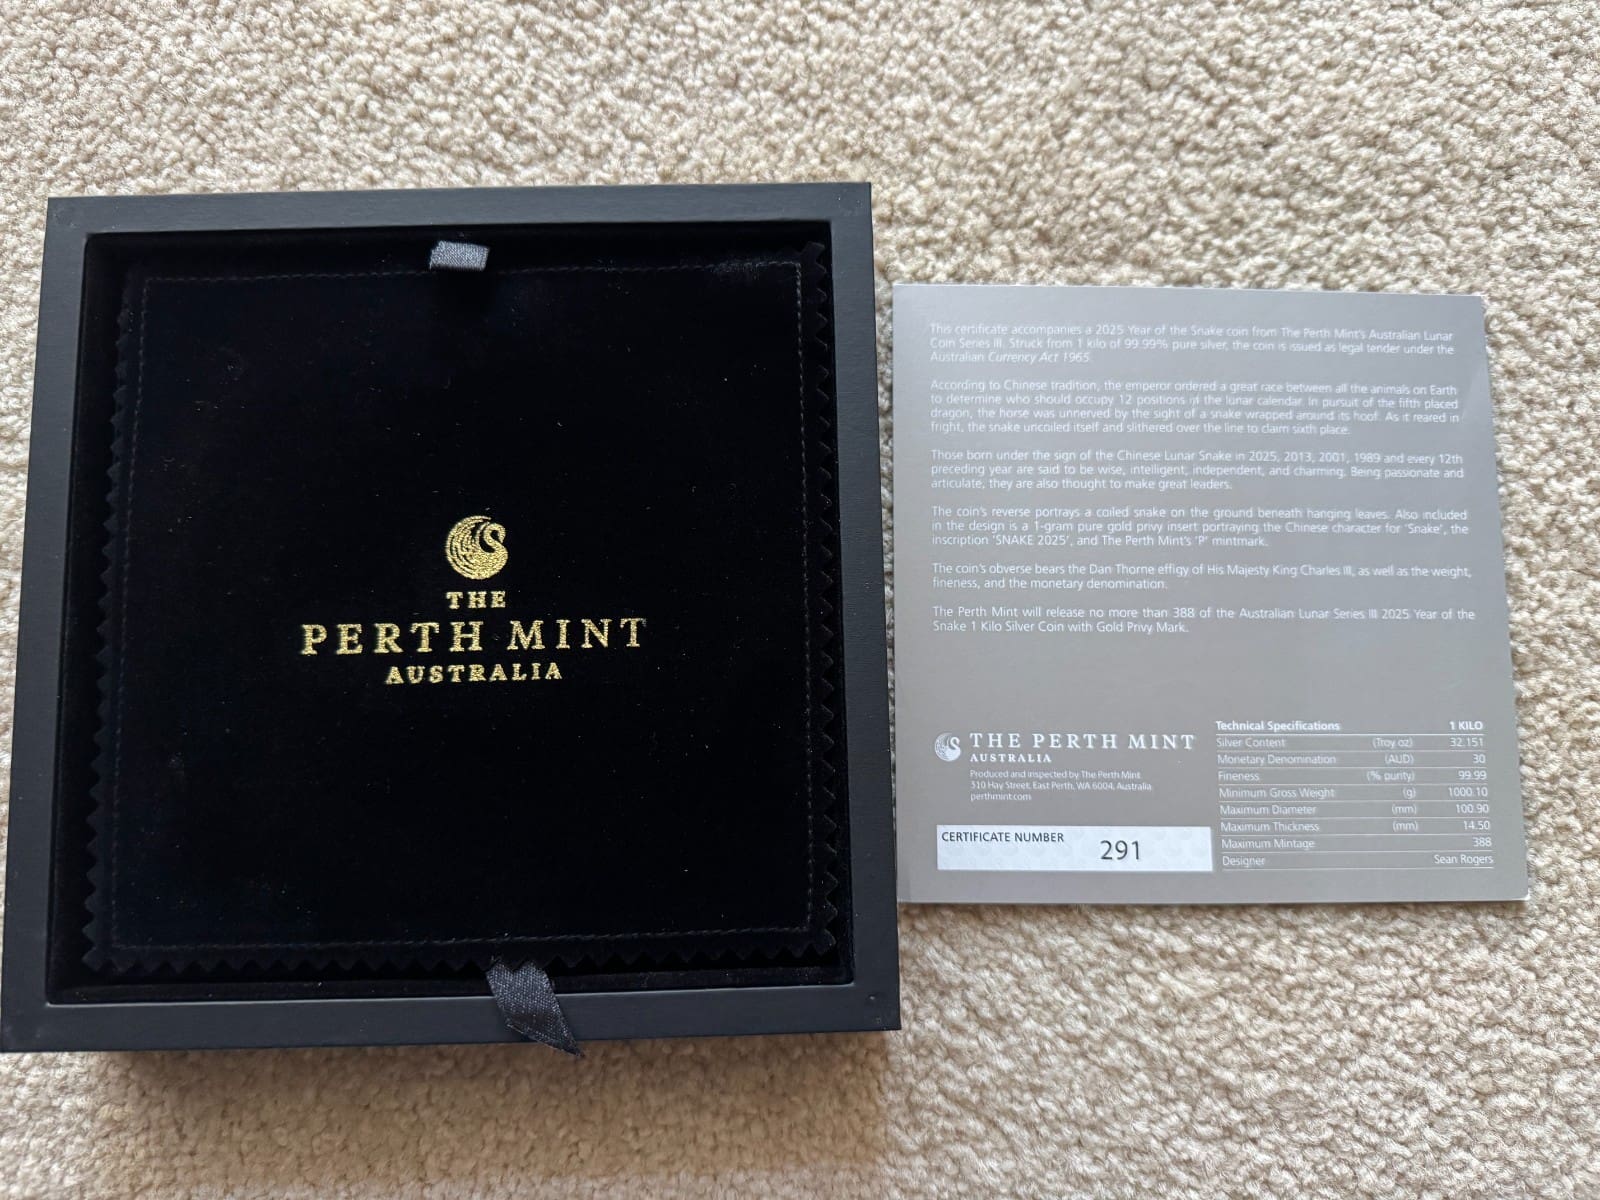 THE
PERTH MINT
AUSTRALIA
This certificate accompanies a 2025 Year of the Snake coin from The Perth Mint's Australian Lunar
Coin Series III. Struck from 1 kilo of 99.99% pure silver, the coin is issued as legal tender under the
Australian Currency Act 1965.
According to Chinese tradition, the emperor ordered a great race between all the animals on Earth
to determine who should occupy 12 positions in the lunar calendar. In pursuit of the fifth placed
dragon, the horse was unnerved by the sight of a snake wrapped around its hoof. As it reared in
fright, the snake uncoiled itself and slithered over the line to claim sixth place.
Those born under the sign of the Chinese Lunar Snake in 2025, 2013, 2001, 1989 and every 12th
preceding year are said to be wise, intelligent, independent, and charming. Being passionate and
articulate, they are also thought to make great leaders.
The coin's reverse portrays a coiled snake on the ground beneath hanging leaves. Also included
in the design is a 1-gram pure gold privy insert portraying the Chinese character for 'Snake', the
inscription 'SNAKE 2025', and The Perth Mint's 'P' mintmark.
The coin's obverse bears the Dan Thorne effigy of His Majesty King Charles III, as well as the weight,
fineness, and the monetary denomination.
The Perth Mint will release no more than 388 of the Australian Lunar Series III 2025 Year of the
Snake 1 Kilo Silver Coin with Gold Privy Mark.
THE PERTH MINT
AUSTRALIA
Produced and inspected by The Perth Mint
310 Hay Street, East Perth, WA 6004, Australia
perthmint.com
CERTIFICATE NUMBER
291
Technical Specifications 1 KILO
Silver Content (Troy oz) 32.151
Monetary Denomination (AUD) 30
Fineness (% purity) 99.99
Minimum Gross Weight (g) 1000.10
Maximum Diameter (mm) 100.90
Maximum Thickness (mm) 14.50
Maximum Mintage 388
Designer Sean Rogers